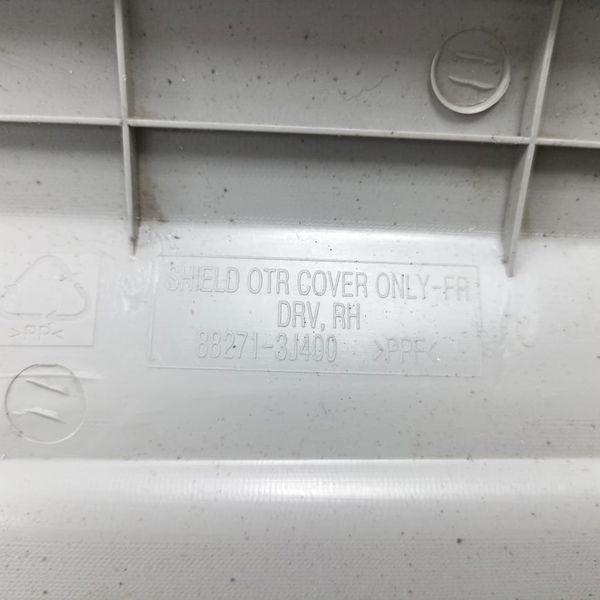 SHIELD OTR COVER ONLY-FR
DRV, RH
88271-3J400 >PPF<
>PP<